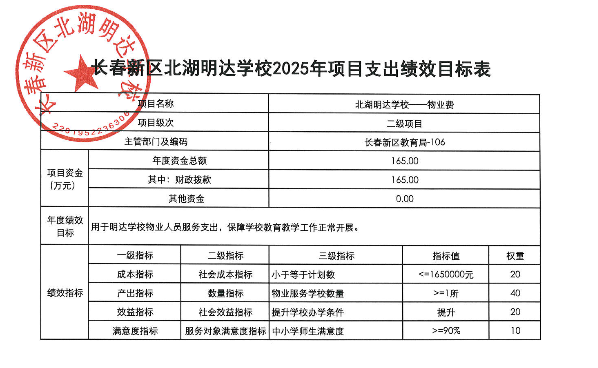 长春新区北湖明达学校
2201952236306
长春新区北湖明达学校2025年项目支出绩效目标表
项目名称 北湖明达学校——物业费
项目级次 二级项目
主管部门及编码 长春新区教育局-106
项目资金(万元) 年度资金总额 165.00
其中：财政拨款 165.00
其他资金 0.00
年度绩效目标 用于明达学校物业人员服务支出，保障学校教育教学工作正常开展。
绩效指标 一级指标 二级指标 三级指标 指标值 权重
成本指标 社会成本指标 小于等于计划数 <=1650000元 20
产出指标 数量指标 物业服务学校数量 >=1所 40
效益指标 社会效益指标 提升学校办学条件 提升 20
满意度指标 服务对象满意度指标 中小学师生满意度 >=90% 10